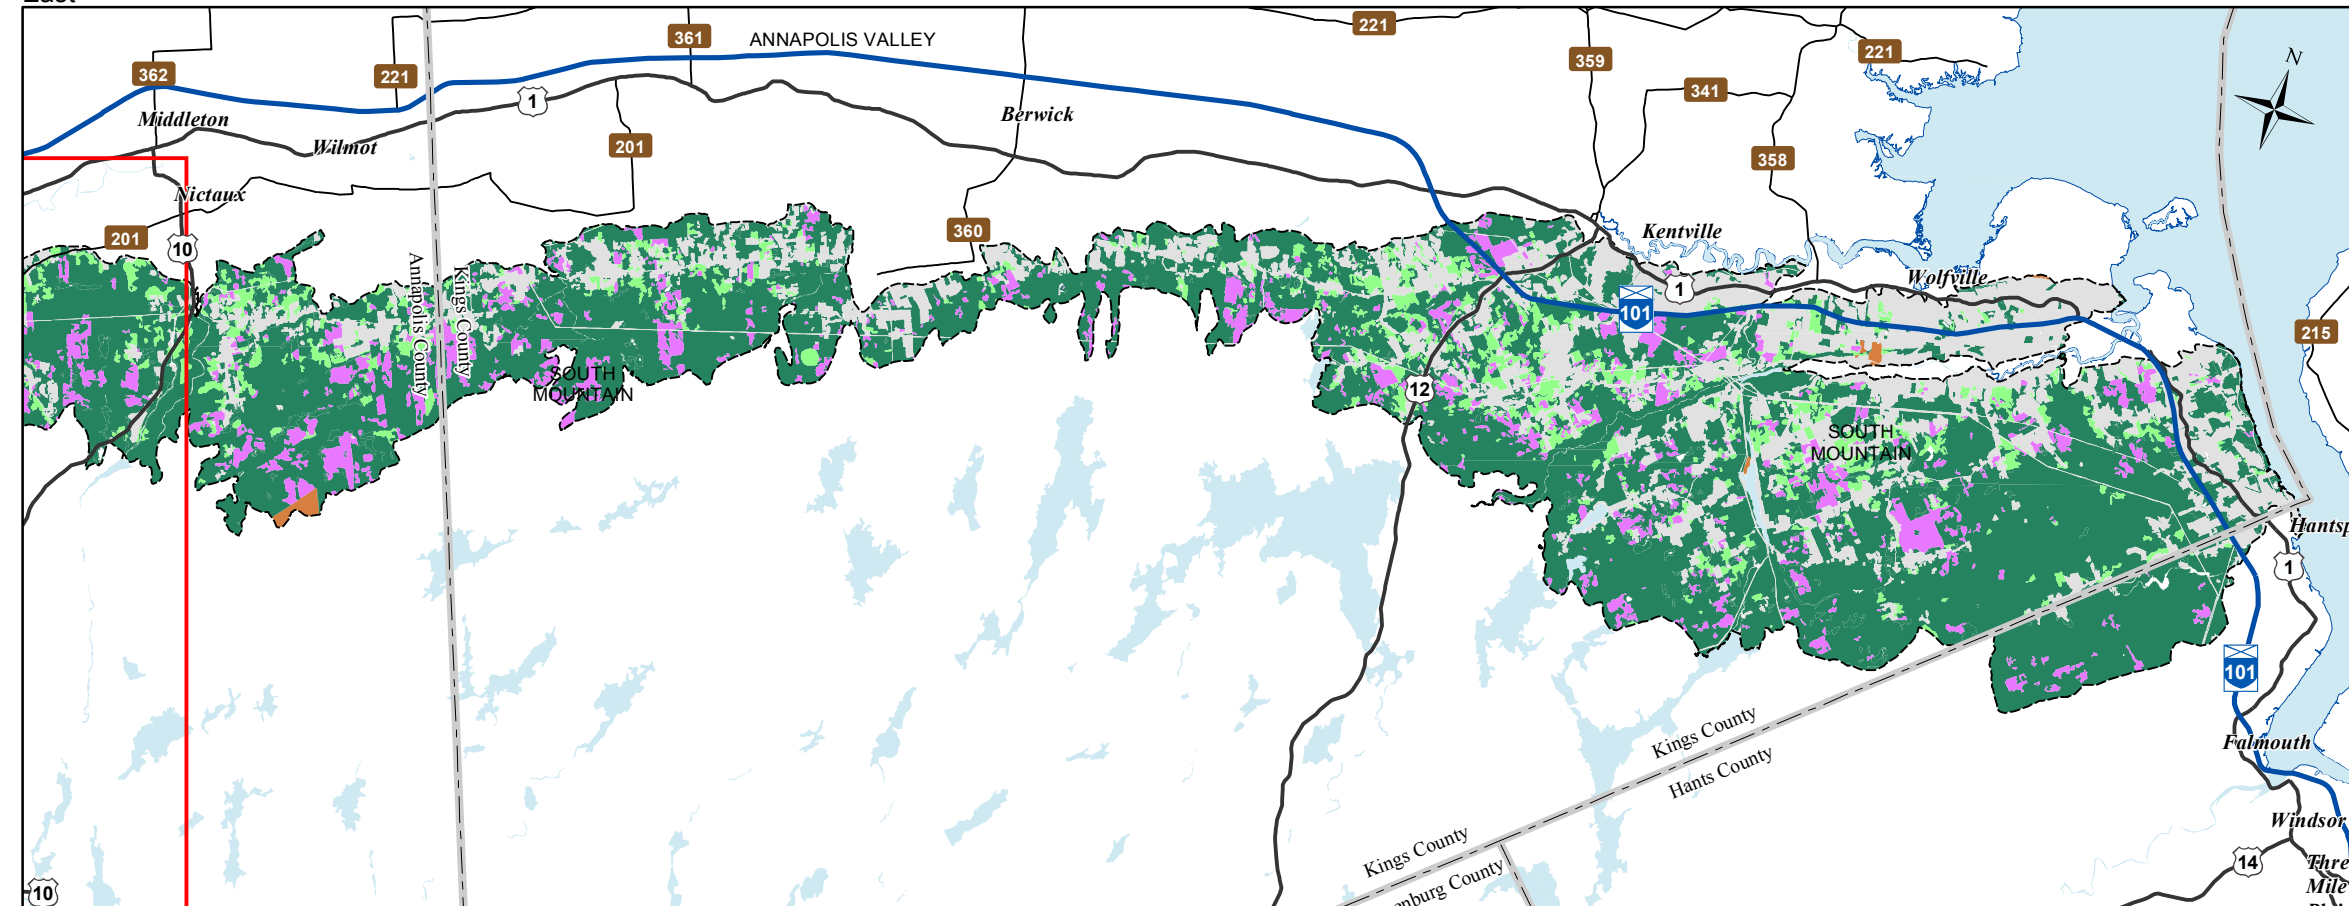 East
221
361
ANNAPOLIS VALLEY
359
221
362
221
341
N
1
Middleton
Berwick
Wilmot
201
358
Nictaux
201
10
360
Kentville
Wolfville
1
101
Annapolis County
Kings County
215
SOUTH
MOUNTAIN
12
SOUTH
MOUNTAIN
Hantsp
1
101
Kings County
Hants County
Falmouth
Windsor
Kings County
nburg County
14
Thre
Mile
10